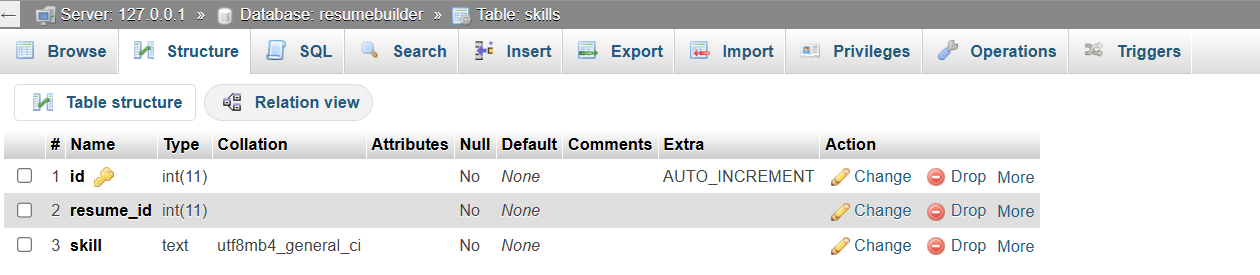 ← Server: 127.0.0.1 » Database: resumebuilder » Table: skills
Browse Structure SQL Search Insert Export Import Privileges Operations Triggers
Table structure Relation view
# Name Type Collation Attributes Null Default Comments Extra Action
1 id int(11) No None AUTO_INCREMENT Change Drop More
2 resume_id int(11) No None Change Drop More
3 skill text utf8mb4_general_ci No None Change Drop More